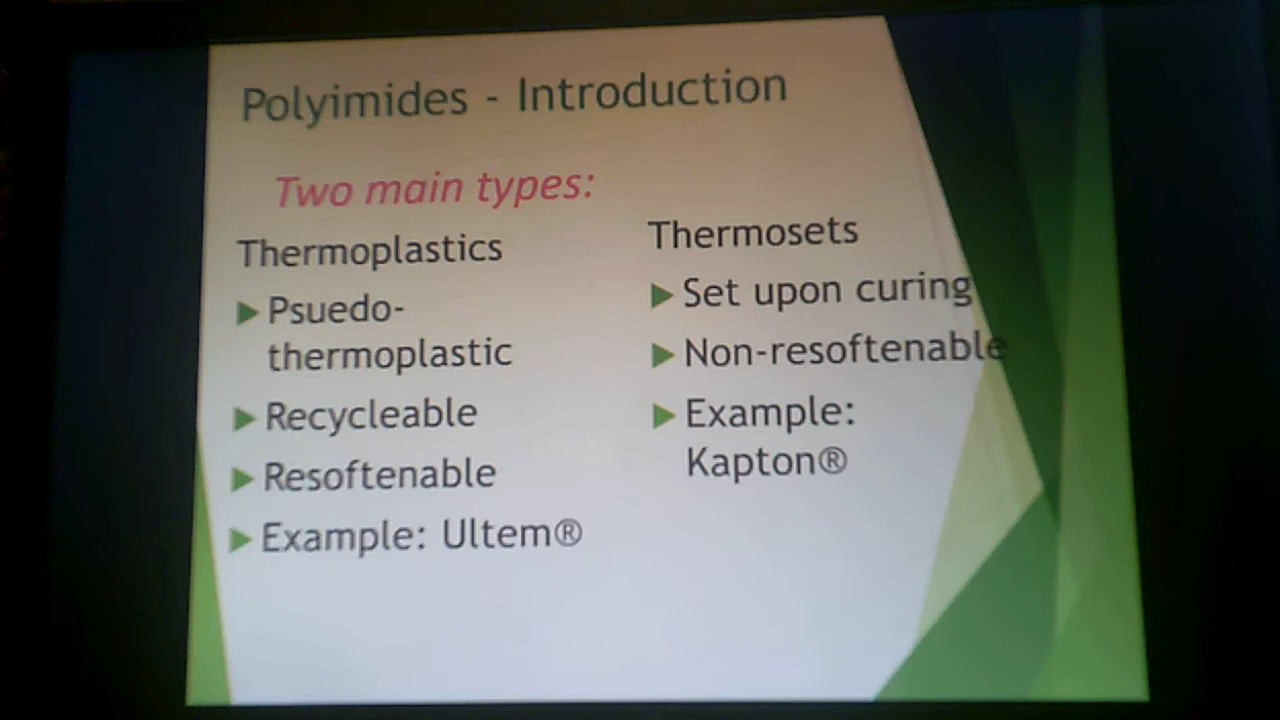 Polyimides - Introduction
Two main types:
Thermoplastics
Psuedo-
thermoplastic
Recycleable
Resoftenable
Example: Ultem®
Thermosets
Set upon curing
Non-resoftenable
Example:
Kapton®